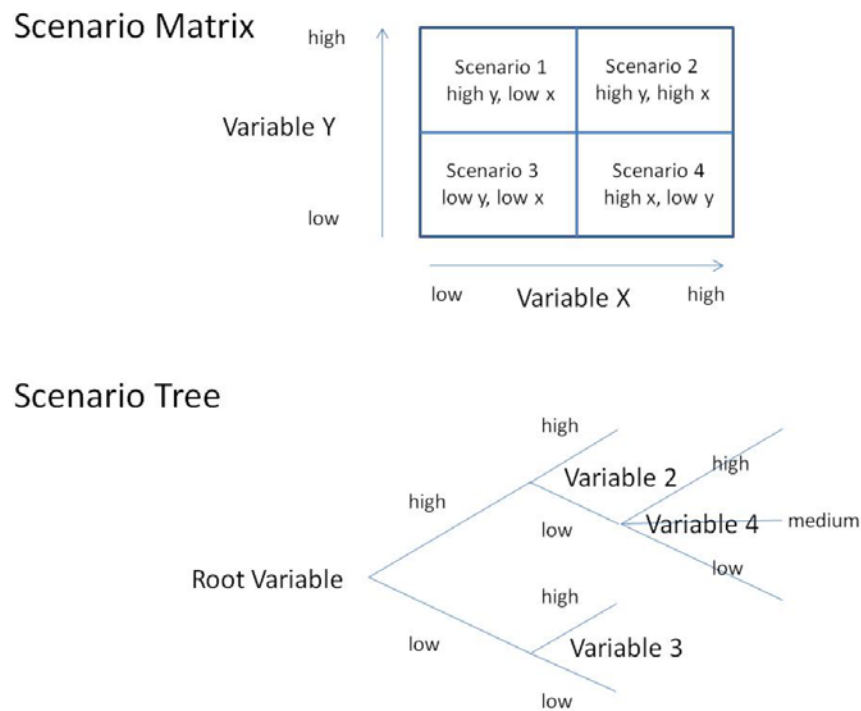 Scenario Matrix
high
Variable Y
low
Scenario 1
high y, low x
Scenario 2
high y, high x
Scenario 3
low y, low x
Scenario 4
high x, low y
low
Variable X
high
Scenario Tree
high
high
Variable 2
high
low
Variable 4
medium
low
Root Variable
high
low
Variable 3
low